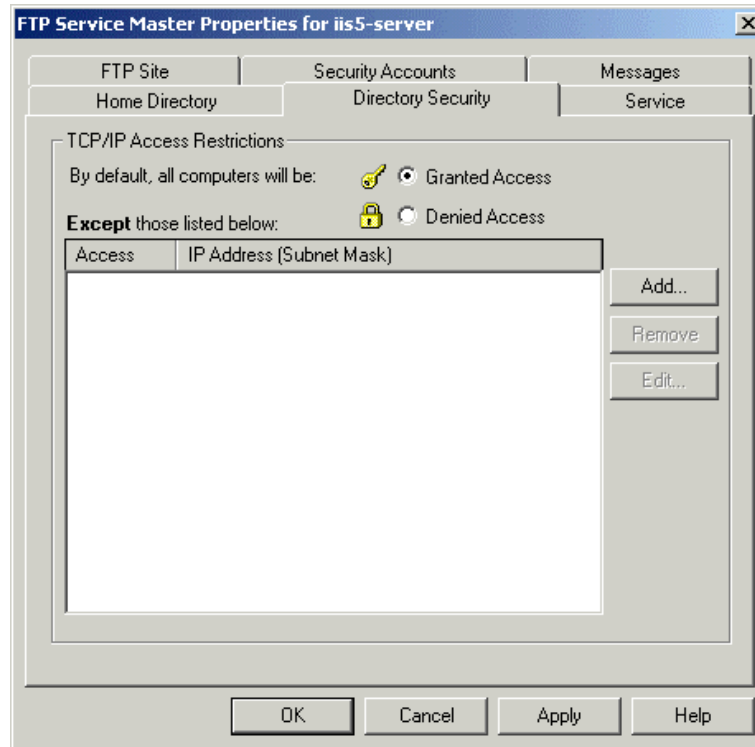 FTP Service Master Properties for iis5-server
FTP Site Security Accounts Messages
Home Directory Directory Security Service
TCP/IP Access Restrictions
By default, all computers will be: Granted Access
Denied Access
Except those listed below:
Access IP Address (Subnet Mask)
Add...
Remove
Edit...
OK Cancel Apply Help